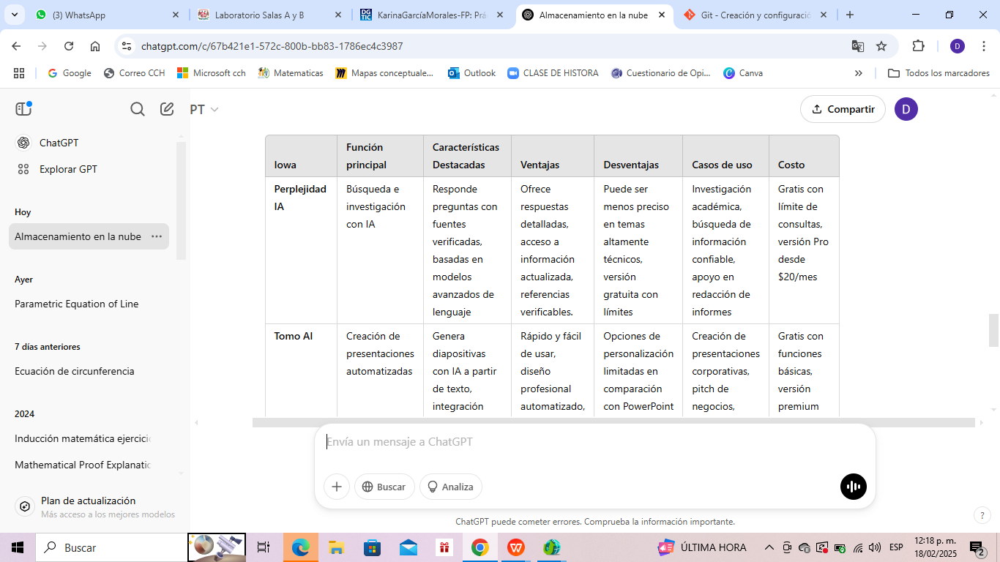 (3) WhatsApp
Laboratorio Salas A y B
KarinaGarcíaMorales-FP: Prá
Almacenamiento en la nube
Git - Creación y configuració
chatgpt.com/c/67b421e1-572c-800b-bb83-1786ec4c3987
D
Google
Correo CCH
Microsoft cch
Matematicas
Mapas conceptuale...
Outlook
CLASE DE HISTORA
Cuestionario de Opi...
Canva
Todos los marcadores
PT
Compartir
D
ChatGPT
Explorar GPT
Hoy
Almacenamiento en la nube
Ayer
Parametric Equation of Line
7 días anteriores
Ecuación de circunferencia
2024
Inducción matemática ejercici
Mathematical Proof Explanatic
Plan de actualización
Más acceso a los mejores modelos
Iowa
Función
principal
Características
Destacadas
Ventajas
Desventajas
Casos de uso
Costo
Perplejidad
IA
Búsqueda e
investigación
con IA
Responde
preguntas con
fuentes
verificadas,
basadas en
modelos
avanzados de
lenguaje
Ofrece
respuestas
detalladas,
acceso a
información
actualizada,
referencias
verificables.
Puede ser
menos preciso
en temas
altamente
técnicos,
versión
gratuita con
límites
Investigación
académica,
búsqueda de
información
confiable,
apoyo en
redacción de
informes
Gratis con
límite de
consultas,
versión Pro
desde
$20/mes
Tomo AI
Creación de
presentaciones
automatizadas
Genera
diapositivas
con IA a partir
de texto,
integración
Rápido y fácil
de usar,
diseño
profesional
automatizado,
Opciones de
personalización
limitadas en
comparación
con PowerPoint
Creación de
presentaciones
corporativas,
pitch de
negocios,
Gratis con
funciones
básicas,
versión
premium
Envía un mensaje a ChatGPT
Buscar
Analiza
ChatGPT puede cometer errores. Comprueba la información importante.
?
Buscar
ÚLTIMA HORA
ESP
12:18 p. m.
18/02/2025
2